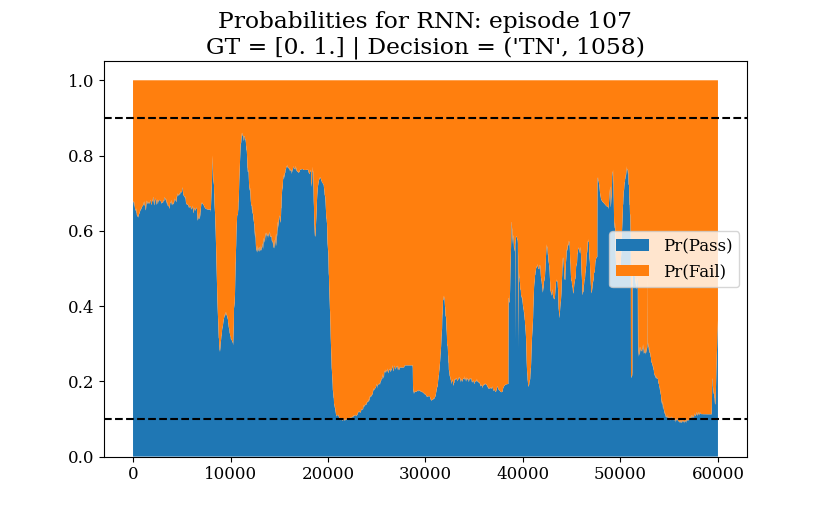 Probabilities for RNN: episode 107
GT = [0. 1.] | Decision = ('TN', 1058)
1.0
0.8
0.6
0.4
0.2
0.0
Pr(Pass)
Pr(Fail)
0 10000 20000 30000 40000 50000 60000